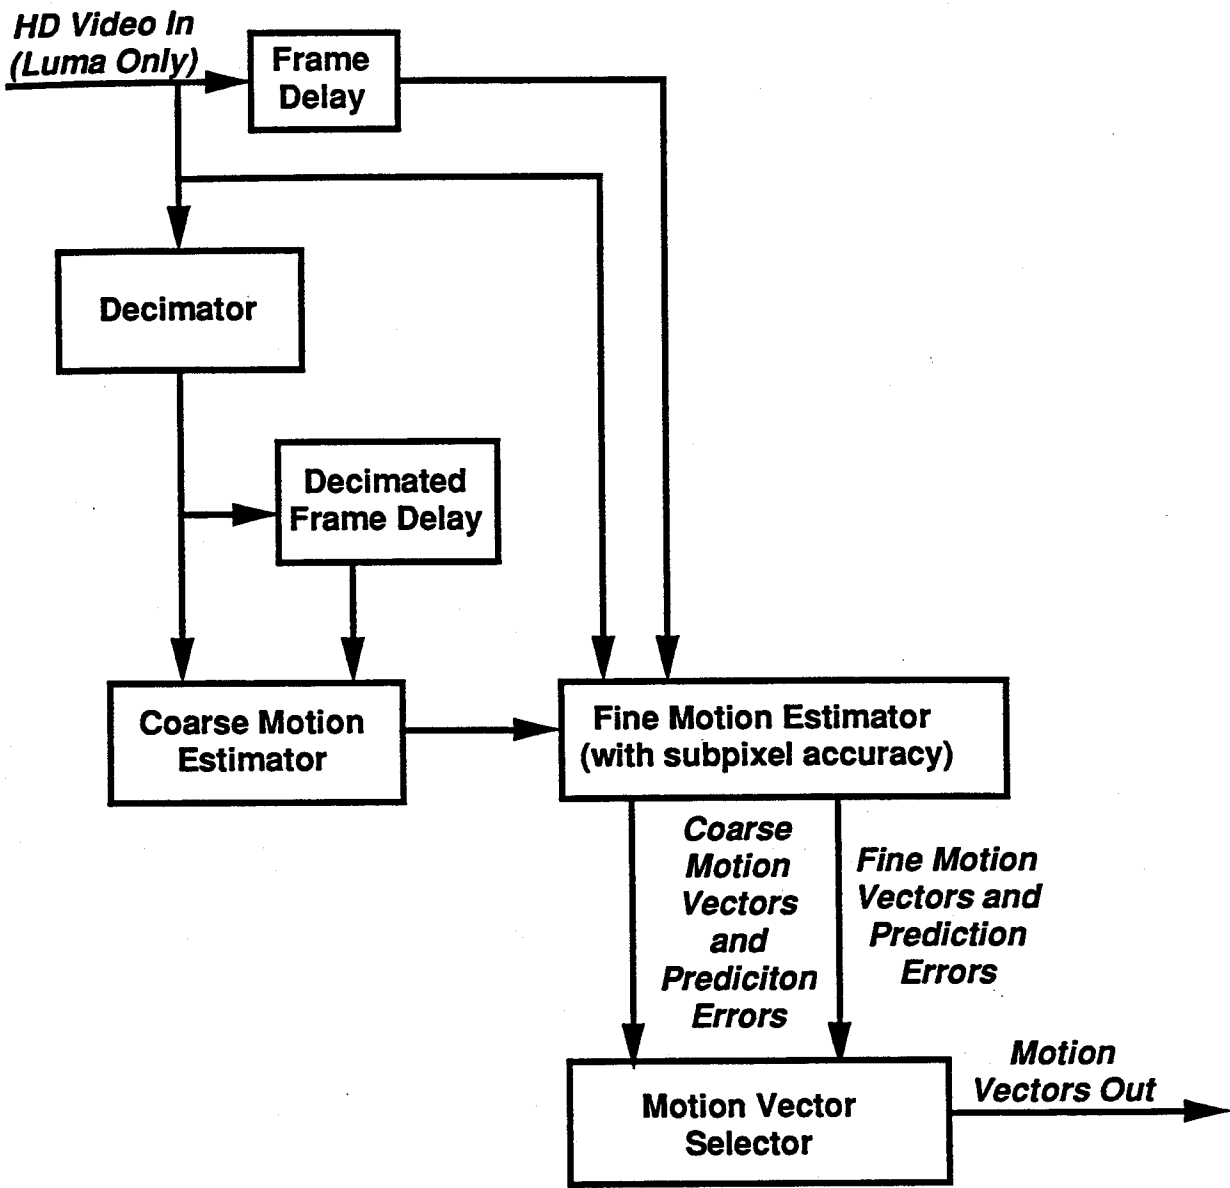 HD Video In
(Luma Only)
Frame
Delay
Decimator
Decimated
Frame Delay
Coarse Motion
Estimator
Fine Motion Estimator
(with subpixel accuracy)
Coarse
Motion
Vectors
and
Prediciton
Errors
Fine Motion
Vectors and
Prediction
Errors
Motion Vector
Selector
Motion
Vectors Out